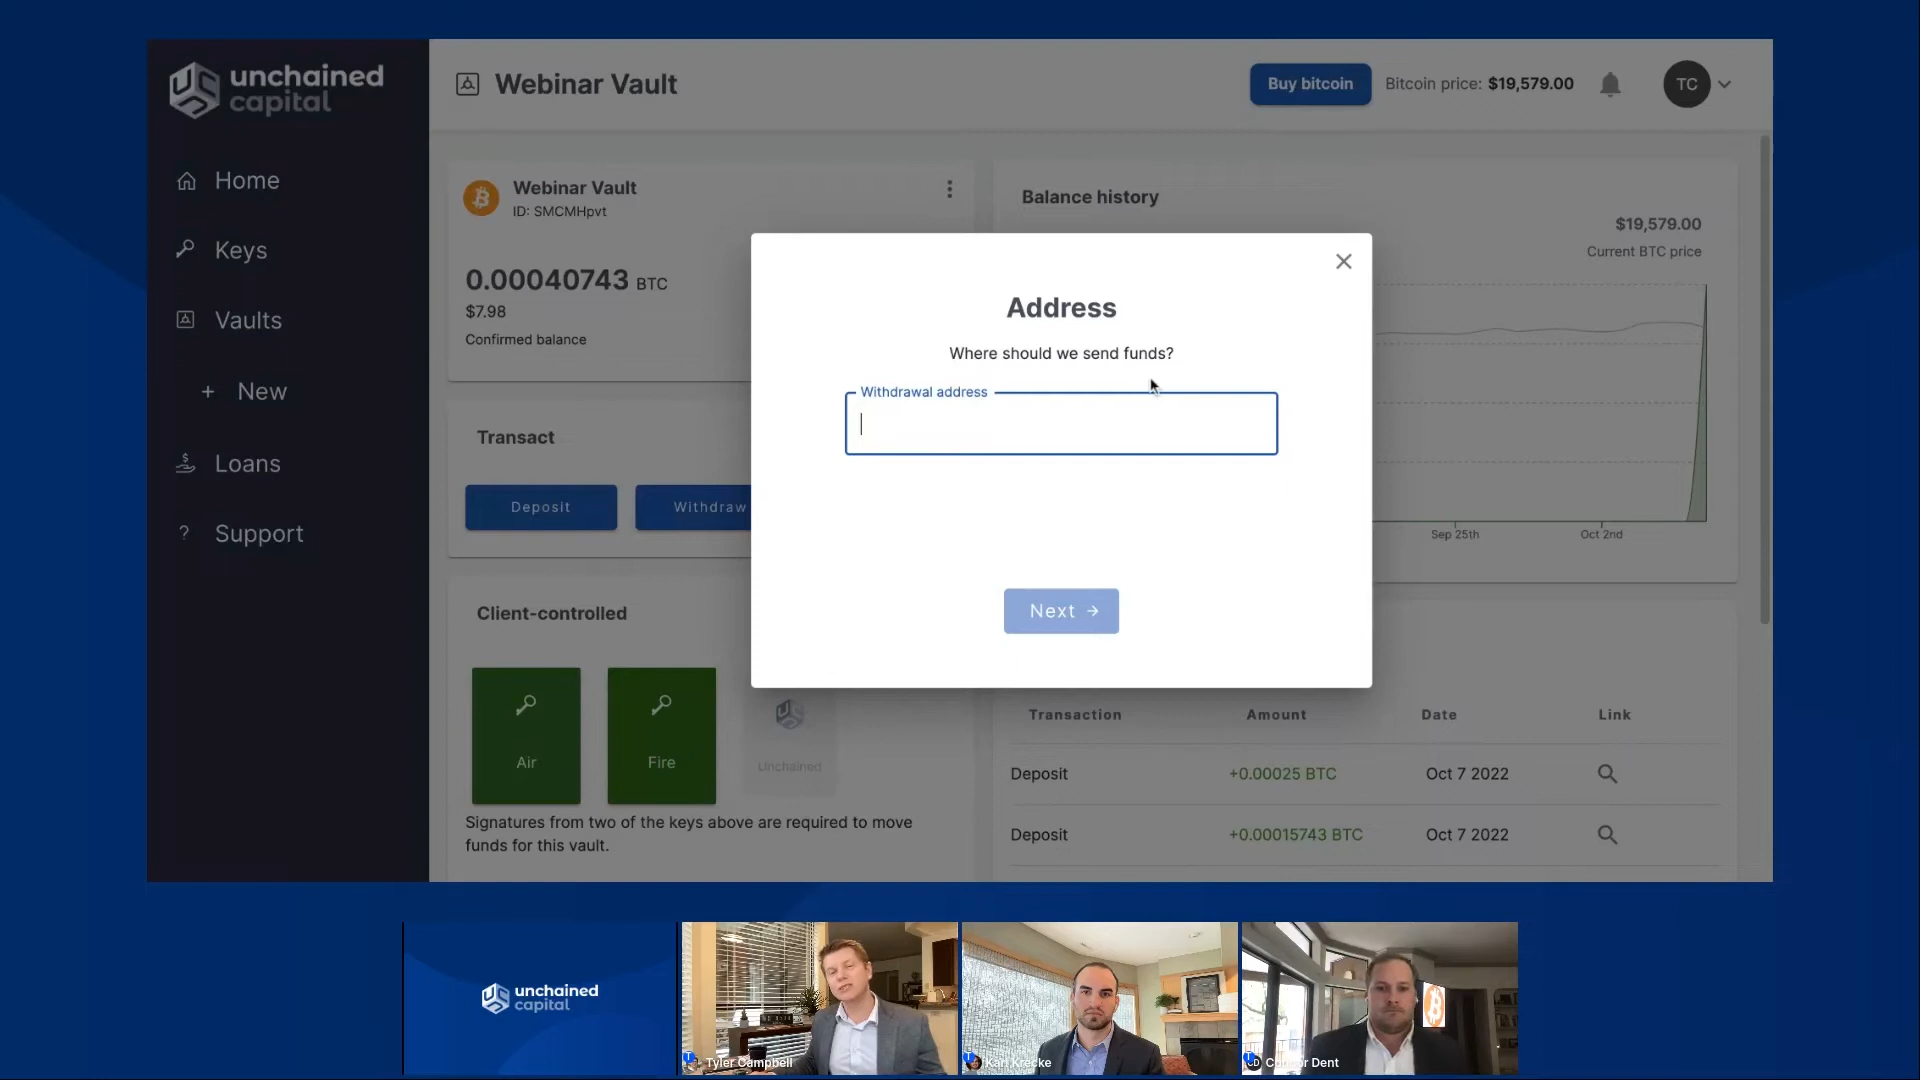 unchained
capital
Home
Keys
Vaults
+ New
Loans
? Support
Webinar Vault
Buy bitcoin
Bitcoin price: $19,579.00
TC
Webinar Vault
ID: SMCMHpvt
0.00040743 BTC
$7.98
Confirmed balance
Transact
Deposit
Withdraw
Client-controlled
Air
Fire
Unchained
Signatures from two of the keys above are required to move
funds for this vault.
Address
Where should we send funds?
Withdrawal address
Next →
Balance history
$19,579.00
Current BTC price
Sep 25th
Oct 2nd
Transaction Amount Date Link
Deposit +0.00025 BTC Oct 7 2022
Deposit +0.00015743 BTC Oct 7 2022
unchained
capital
Tyler Campbell
Karl Krecke
Connor Dent